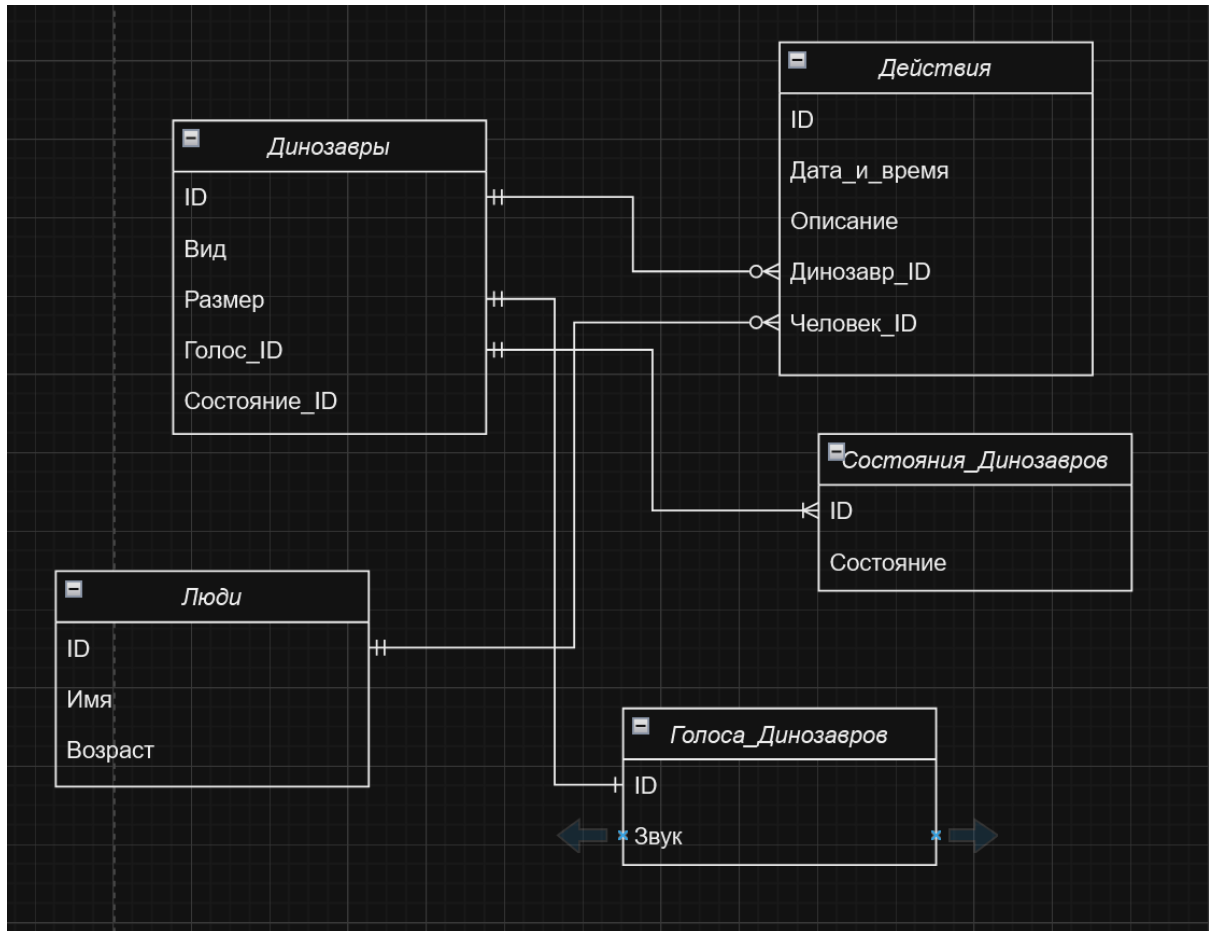 Динозавры
ID
Вид
Размер
Голос_ID
Состояние_ID
Действия
ID
Дата_и_время
Описание
Динозавр_ID
Человек_ID
Состояния_Динозавров
ID
Состояние
Люди
ID
Имя
Возраст
Голоса_Динозавров
ID
Звук